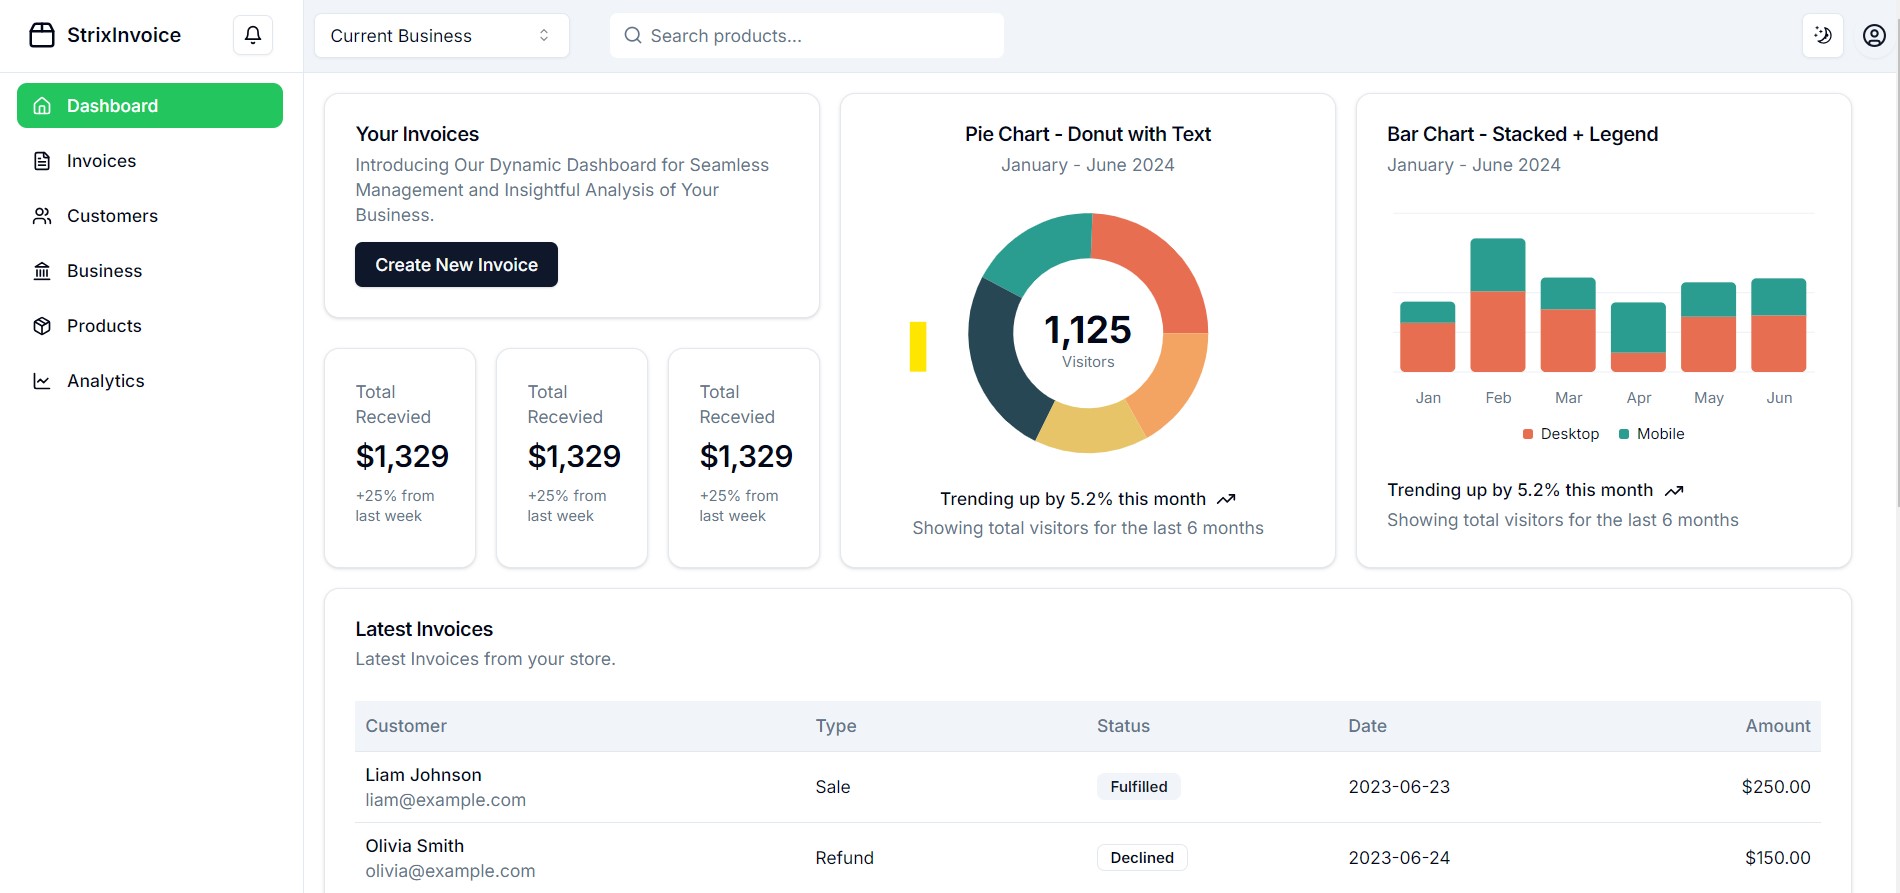 StrixInvoice
Current Business
Search products...
Dashboard
Invoices
Customers
Business
Products
Analytics
Your Invoices
Introducing Our Dynamic Dashboard for Seamless
Management and Insightful Analysis of Your
Business.
Create New Invoice
Total
Recevied
$1,329
+25% from
last week
Total
Recevied
$1,329
+25% from
last week
Total
Recevied
$1,329
+25% from
last week
Pie Chart - Donut with Text
January - June 2024
1,125
Visitors
Trending up by 5.2% this month
Showing total visitors for the last 6 months
Bar Chart - Stacked + Legend
January - June 2024
Jan Feb Mar Apr May Jun
Desktop Mobile
Trending up by 5.2% this month
Showing total visitors for the last 6 months
Latest Invoices
Latest Invoices from your store.
Customer Type Status Date Amount
Liam Johnson
liam@example.com
Sale Fulfilled 2023-06-23 $250.00
Olivia Smith
olivia@example.com
Refund Declined 2023-06-24 $150.00